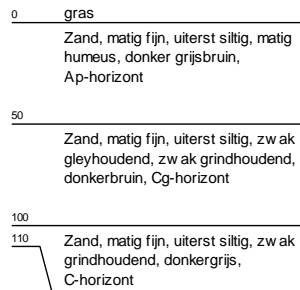 0 gras
Zand, matig fijn, uiterst siltig, matig
humeus, donker grijsbruin,
Ap-horizont
50
Zand, matig fijn, uiterst siltig, zwak
gleyhoudend, zwak grindhoudend,
donkerbruin, Cg-horizont
100
110
Zand, matig fijn, uiterst siltig, zwak
grindhoudend, donkergrijs,
C-horizont